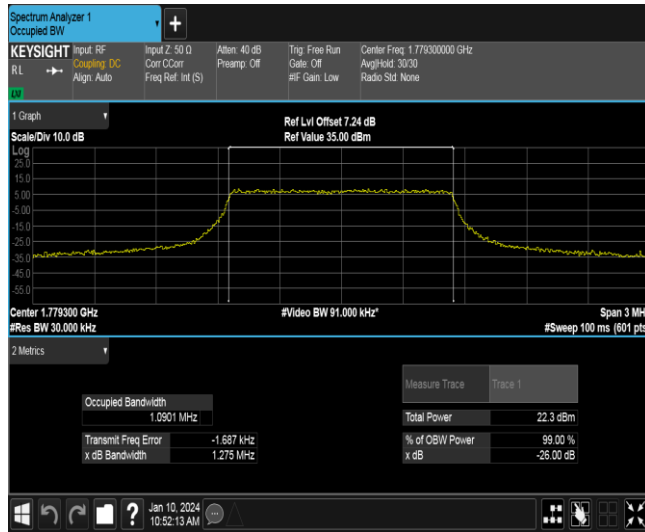 Spectrum Analyzer 1
Occupied BW
+
KEYSIGHT Input: RF Input Z: 50 Ω Atten: 40 dB Trig: Free Run Center Freq: 1.779300000 GHz
RL Coupling: DC Corr CCorr Preamp: Off Gate: Off Avg|Hold: 30/30
Align: Auto Freq Ref: Int (S) #IF Gain: Low Radio Std: None
LXI
1 Graph
Ref Lvl Offset 7.24 dB
Scale/Div 10.0 dB Ref Value 35.00 dBm
Log
25.0
15.0
5.00
-5.00
-15.0
-25.0
-35.0
-45.0
-55.0
Center 1.779300 GHz #Video BW 91.000 kHz* Span 3 MH
#Res BW 30.000 kHz #Sweep 100 ms (601 pts
2 Metrics
Measure Trace Trace 1
Occupied Bandwidth
1.0901 MHz Total Power 22.3 dBm
Transmit Freq Error -1.687 kHz % of OBW Power 99.00 %
x dB Bandwidth 1.275 MHz x dB -26.00 dB
? Jan 10, 2024
10:52:13 AM